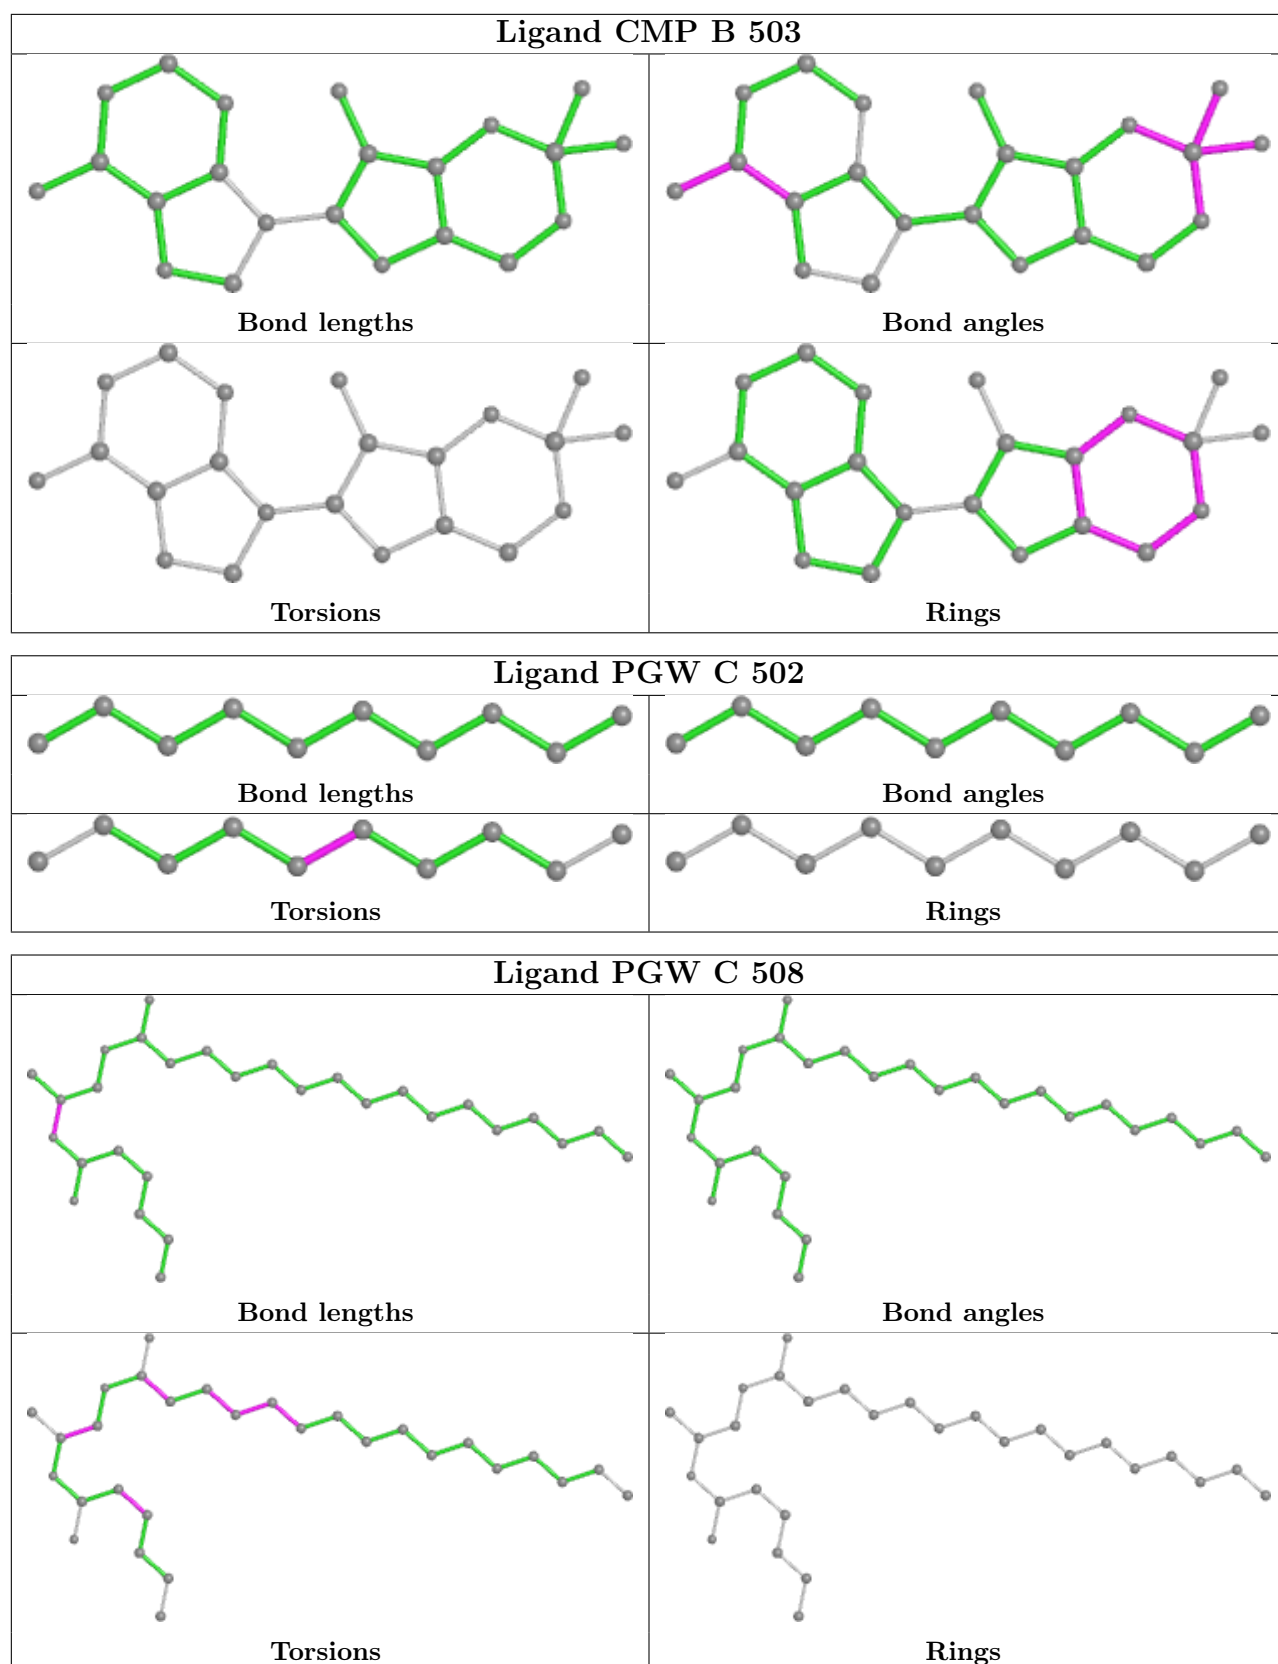 Ligand CMP B 503
Bond lengths
Bond angles
Torsions
Rings
Ligand PGW C 502
Bond lengths
Bond angles
Torsions
Rings
Ligand PGW C 508
Bond lengths
Bond angles
Torsions
Rings